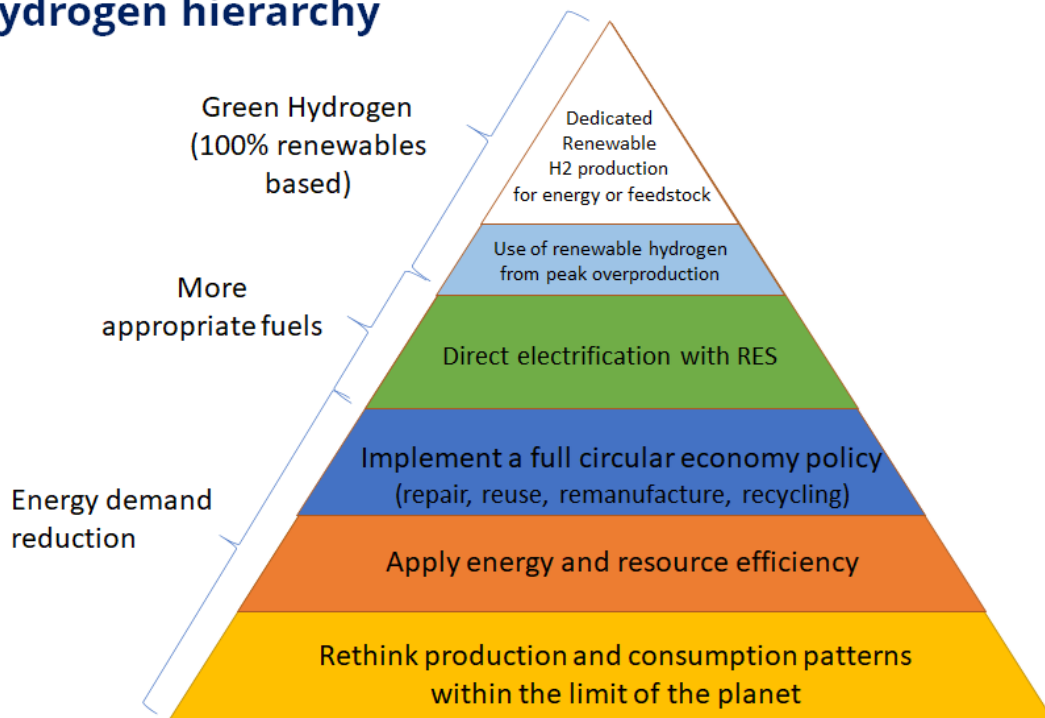 ydrogen hierarchy
Green Hydrogen
(100% renewables
based)
Dedicated
Renewable
H2 production
for energy or feedstock
Use of renewable hydrogen
from peak overproduction
More
appropriate fuels
Direct electrification with RES
Implement a full circular economy policy
(repair, reuse, remanufacture, recycling)
Energy demand
reduction
Apply energy and resource efficiency
Rethink production and consumption patterns
within the limit of the planet